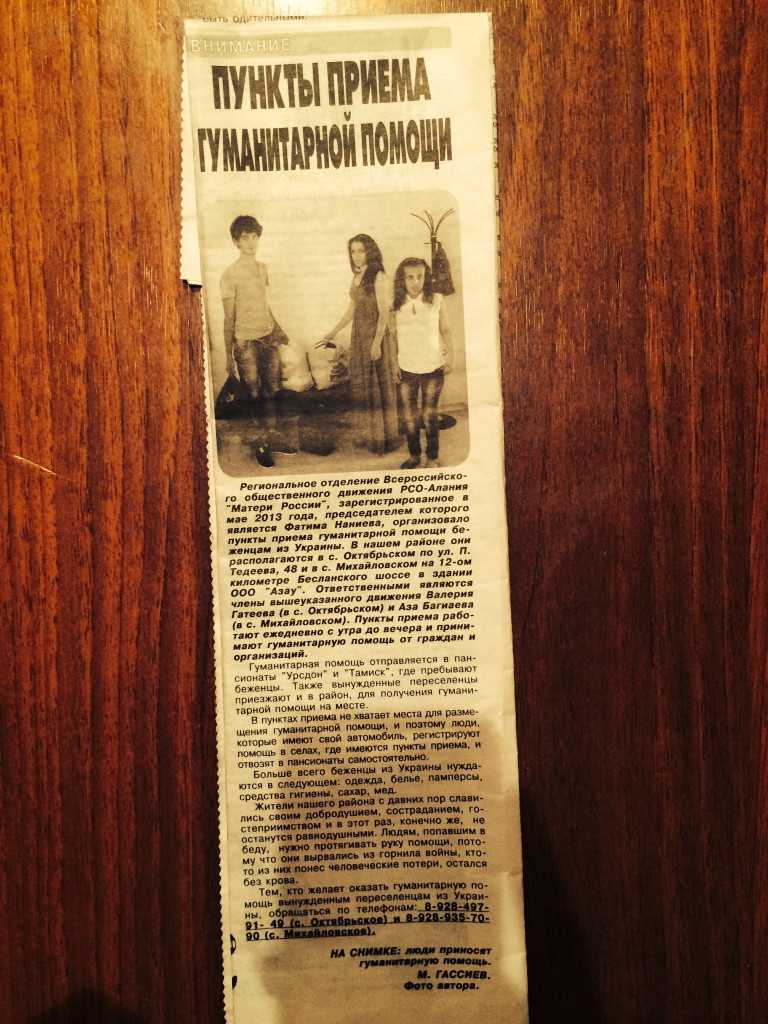 быть бдительными.
ВНИМАНИЕ
ПУНКТЫ ПРИЕМА
ГУМАНИТАРНОЙ ПОМОЩИ
Региональное отделение Всероссийско-
го общественного движения РСО-Алания
"Матери России", зарегистрированное в
мае 2013 года, председателем которого
является Фатима Наниева, организовало
пункты приема гуманитарной помощи бе-
женцам из Украины. В нашем районе они
располагаются в с. Октябрьском по ул. П.
Тедеева, 48 и в с. Михайловском на 12-ом
километре Бесланского шоссе в здании
ООО "Азау". Ответственными являются
члены вышеуказанного движения Валерия
Гатеева (в с. Октябрьском) и Аза Багиаева
(в с. Михайловском). Пункты приема рабо-
тают ежедневно с утра до вечера и прини-
мают гуманитарную помощь от граждан и
организаций.
Гуманитарная помощь отправляется в пан-
сионаты "Урсдон" и "Тамиск", где пребывают
беженцы. Также вынужденные переселенцы
приезжают и в район, для получения гумани-
тарной помощи на месте.
В пунктах приема не хватает места для разме-
щения гуманитарной помощи, и поэтому люди,
которые имеют свой автомобиль, регистрируют
помощь в селах, где имеются пункты приема, и
отвозят в пансионаты самостоятельно.
Больше всего беженцы из Украины нужда-
ются в следующем: одежда, белье, памперсы,
средства гигиены, сахар, мед.
Жители нашего района с давних пор слави-
лись своим добродушием, состраданием, го-
степриимством и в этот раз, конечно же, не
останутся равнодушными. Людям, попавшим в
беду, нужно протягивать руку помощи, пото-
му что они вырвались из горнила войны, кто-
то из них понес человеческие потери, остался
без крова.
Тем, кто желает оказать гуманитарную по-
мощь вынужденным переселенцам из Украи-
ны, обращаться по телефонам: 8-928-497-
91- 49 (с. Октябрьское) и 8-928-935-70-
90 (с. Михайловское).
НА СНИМКЕ: люди приносят
гуманитарную помощь.
М. ГАССИЕВ.
Фото автора.